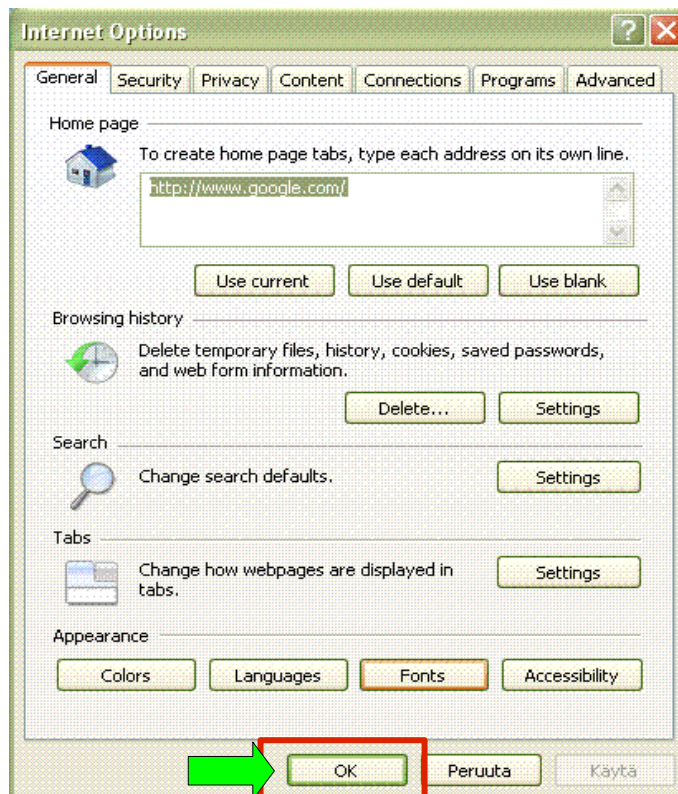 Internet Options
General Security Privacy Content Connections Programs Advanced
Home page
To create home page tabs, type each address on its own line.
http://www.google.com/
Use current Use default Use blank
Browsing history
Delete temporary files, history, cookies, saved passwords,
and web form information.
Delete... Settings
Search
Change search defaults.
Settings
Tabs
Change how webpages are displayed in
tabs.
Settings
Appearance
Colors Languages Fonts Accessibility
OK Peruuta Käytä